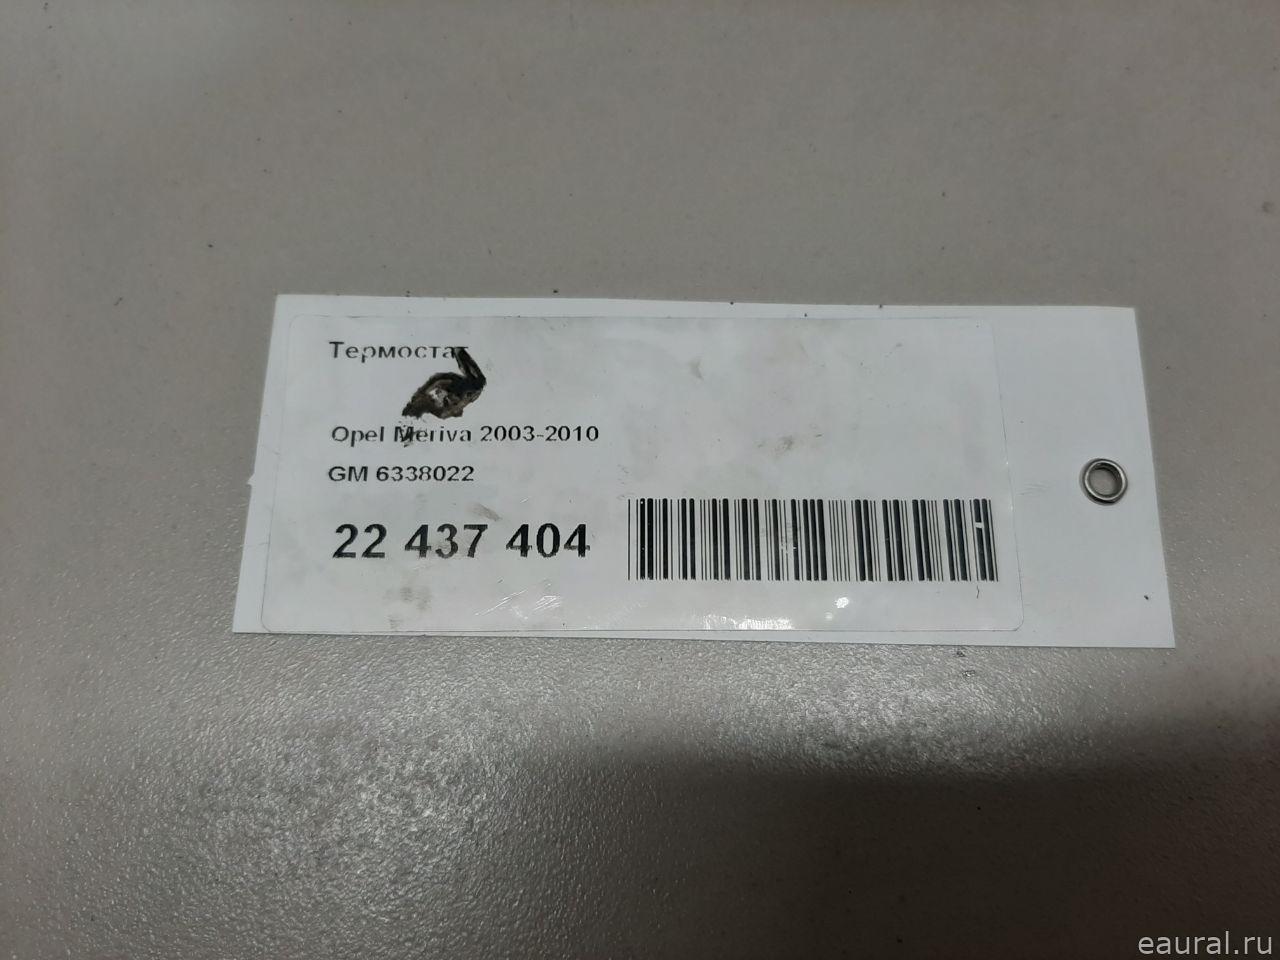 Термостат
Opel Meriva 2003-2010
GM 6338022
22 437 404
eaural.ru